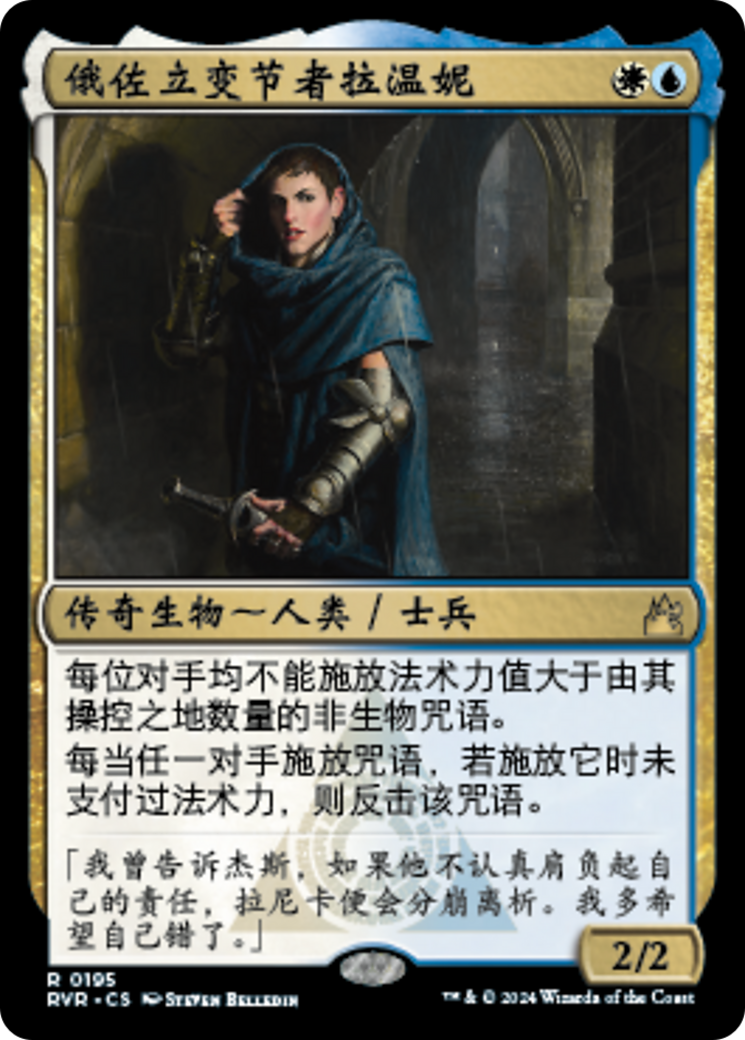 俄佐立变节者拉温妮
传奇生物～人类／士兵
每位对手均不能施放法术力值大于由其
操控之地数量的非生物咒语。
每当任一对手施放咒语，若施放它时未
支付过法术力，则反击该咒语。
「我曾告诉杰斯，如果他不认真肩负起自
己的责任，拉尼卡便会分崩离析。我多希
望自己错了。」
2/2
R 0195
RVR • CS Steven Belledin
™ & © 2024 Wizards of the Coast